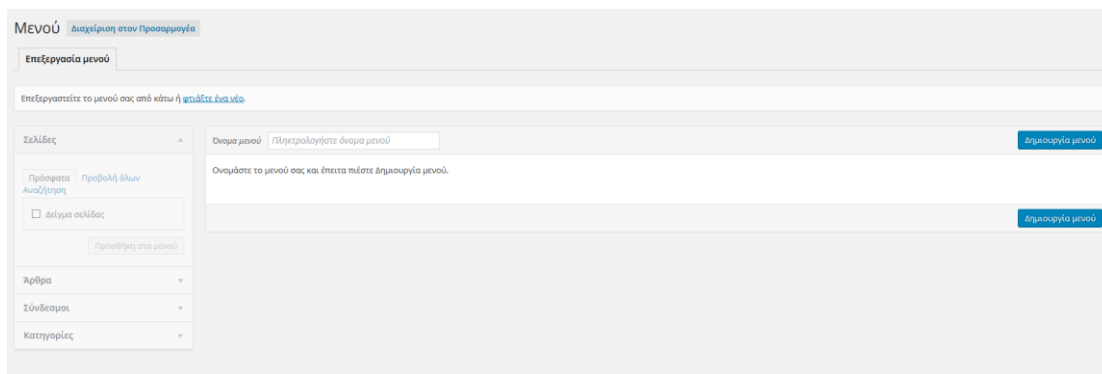 Μενού Διαχείριση στον Προσαρμογέα
Επεξεργασία μενού
Επεξεργαστείτε το μενού σας από κάτω ή φτιάξτε ένα νέο.
Σελίδες
Πρόσφατα Προβολή όλων
Αναζήτηση
Δείγμα σελίδας
Προσθήκη στο μενού
Άρθρα
Σύνδεσμοι
Κατηγορίες
Όνομα μενού Πληκτρολογήστε όνομα μενού Δημιουργία μενού
Ονομάστε το μενού σας και έπειτα πιέστε Δημιουργία μενού.
Δημιουργία μενού